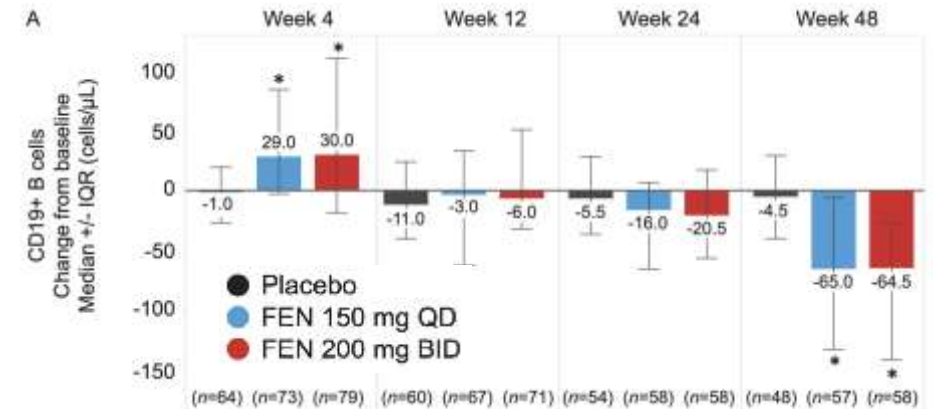 A
Week 4 Week 12 Week 24 Week 48
CD19+ B cells
Change from baseline
Median +/- IQR (cells/µL)
100
50
0
-50
-100
-150
* *
29.0 30.0
-1.0
-11.0 -3.0 -6.0
-5.5 -16.0 -20.5
-4.5 -65.0 -64.5
* *
Placebo
FEN 150 mg QD
FEN 200 mg BID
(n=64) (n=73) (n=79) (n=60) (n=67) (n=71) (n=54) (n=58) (n=58) (n=48) (n=57) (n=58)